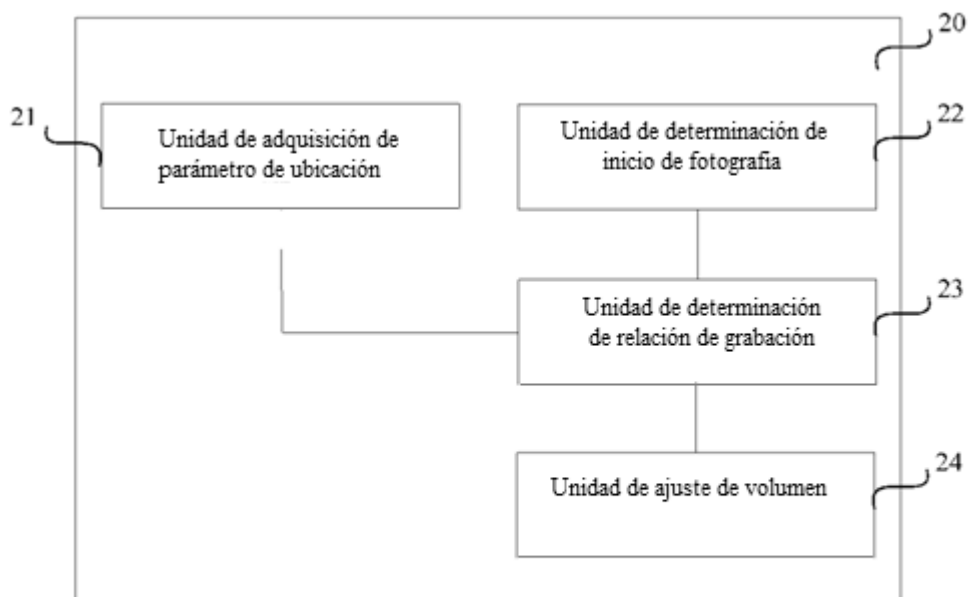 20
21
Unidad de adquisición de
parámetro de ubicación
22
Unidad de determinación de
inicio de fotografia
23
Unidad de determinación
de relación de grabación
24
Unidad de ajuste de volumen